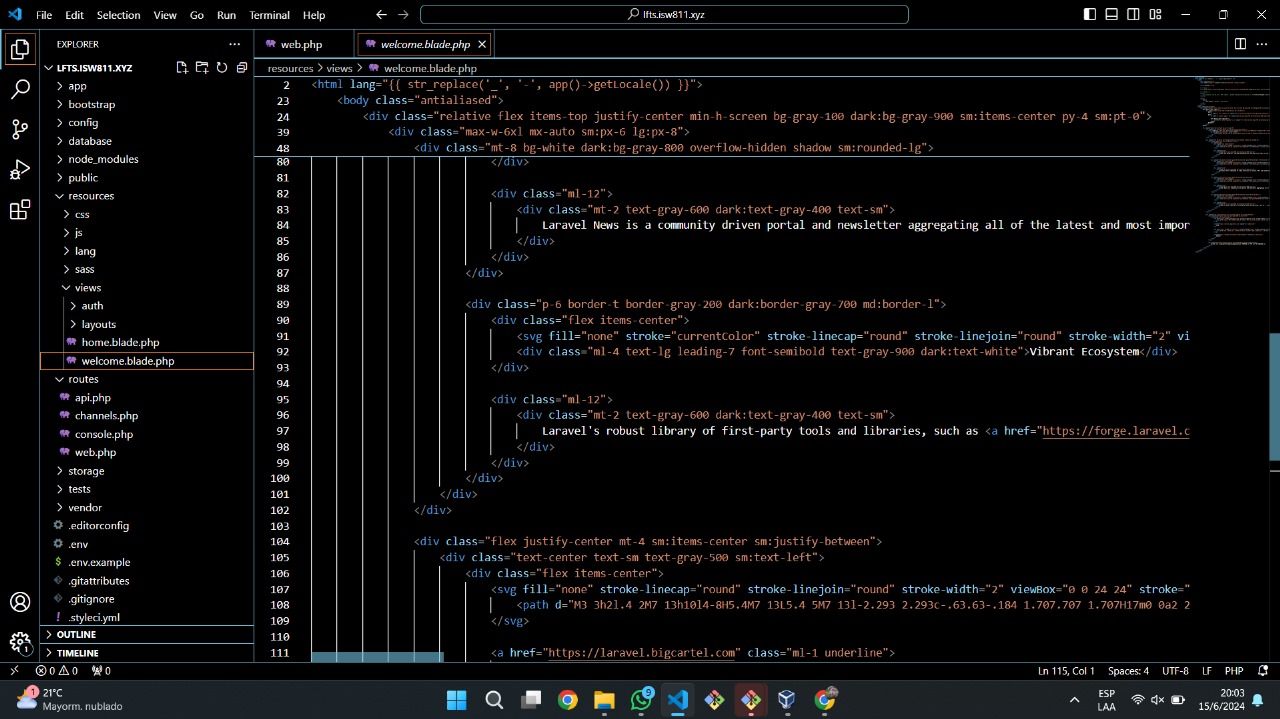 File Edit Selection View Go Run Terminal Help
lfts.isw811.xyz
EXPLORER
web.php
welcome.blade.php
LFTS.ISW811.XYZ
resources > views > welcome.blade.php
app
bootstrap
config
database
node_modules
public
resources
css
js
lang
sass
views
auth
layouts
home.blade.php
welcome.blade.php
routes
api.php
channels.php
console.php
web.php
storage
tests
vendor
.editorconfig
.env
.env.example
.gitattributes
.gitignore
.styleci.yml
OUTLINE
TIMELINE
2 <html lang="{{ str_replace('_', '-', app()->getLocale()) }}">
23 <body class="antialiased">
24 <div class="relative flex items-top justify-center min-h-screen bg-gray-100 dark:bg-gray-900 sm:items-center py-4 sm:pt-0">
39 <div class="max-w-6xl mx-auto sm:px-6 lg:px-8">
48 <div class="mt-8 bg-white dark:bg-gray-800 overflow-hidden shadow sm:rounded-lg">
80 </div>
81
82 <div class="ml-12">
83 <div class="mt-2 text-gray-600 dark:text-gray-400 text-sm">
84 Laravel News is a community driven portal and newsletter aggregating all of the latest and most impor
85 </div>
86 </div>
87 </div>
88
89 <div class="p-6 border-t border-gray-200 dark:border-gray-700 md:border-l">
90 <div class="flex items-center">
91 <svg fill="none" stroke="currentColor" stroke-linecap="round" stroke-linejoin="round" stroke-width="2" vi
92 <div class="ml-4 text-lg leading-7 font-semibold text-gray-900 dark:text-white">Vibrant Ecosystem</div>
93 </div>
94
95 <div class="ml-12">
96 <div class="mt-2 text-gray-600 dark:text-gray-400 text-sm">
97 Laravel's robust library of first-party tools and libraries, such as <a href="https://forge.laravel.c
98 </div>
99 </div>
100 </div>
101 </div>
102 </div>
103
104 <div class="flex justify-center mt-4 sm:items-center sm:justify-between">
105 <div class="text-center text-sm text-gray-500 sm:text-left">
106 <div class="flex items-center">
107 <svg fill="none" stroke-linecap="round" stroke-linejoin="round" stroke-width="2" viewBox="0 0 24 24" stroke="
108 <path d="M3 3h2l.4 2M7 13h10l4-8H5.4M7 13L5.4 5M7 13l-2.293 2.293c-.63.63-.184 1.707.707 1.707H17m0 0a2 2
109 </svg>
110
111 <a href="https://laravel.bigcartel.com" class="ml-1 underline">
0 0 0
Ln 115, Col 1 Spaces: 4 UTF-8 LF PHP
1
21°C
Mayorm. nublado
9
ESP
LAA
20:03
15/6/2024